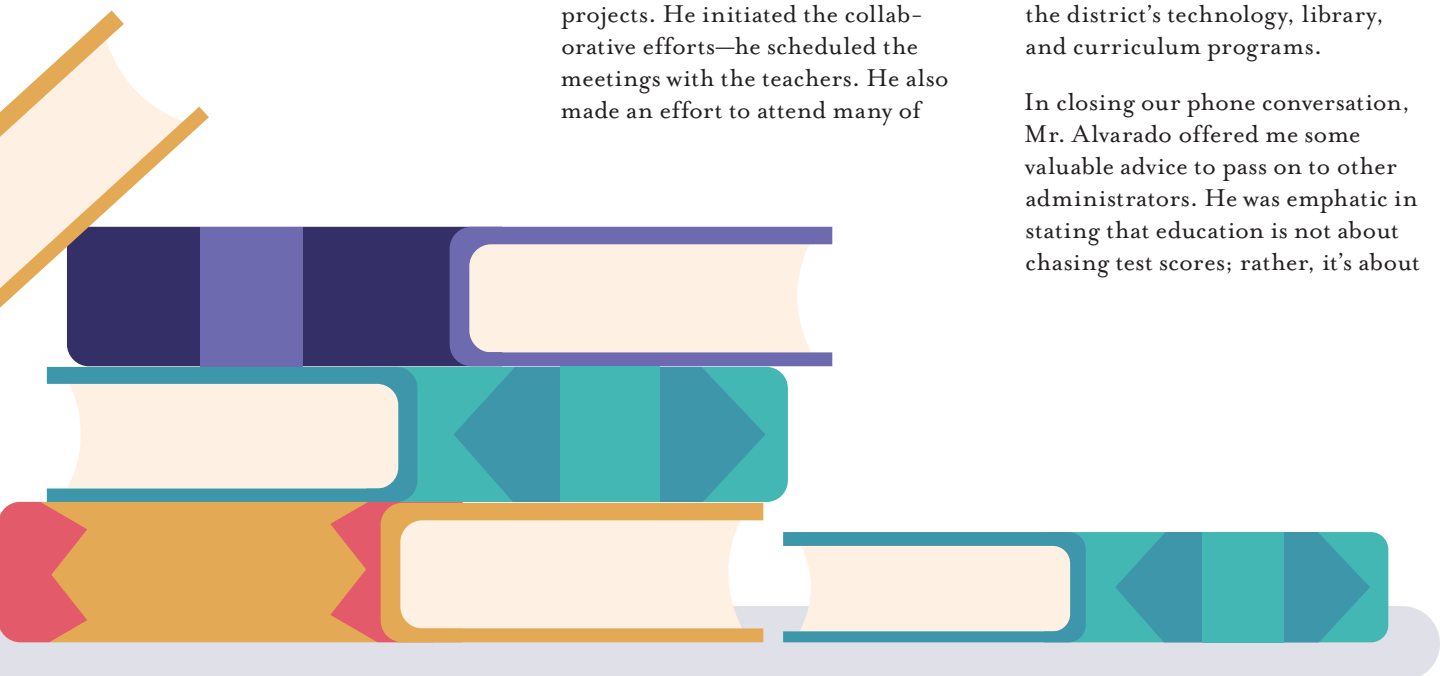 projects. He initiated the collab-
orative efforts—he scheduled the
meetings with the teachers. He also
made an effort to attend many of
the district’s technology, library,
and curriculum programs.
In closing our phone conversation,
Mr. Alvarado offered me some
valuable advice to pass on to other
administrators. He was emphatic in
stating that education is not about
chasing test scores; rather, it’s about